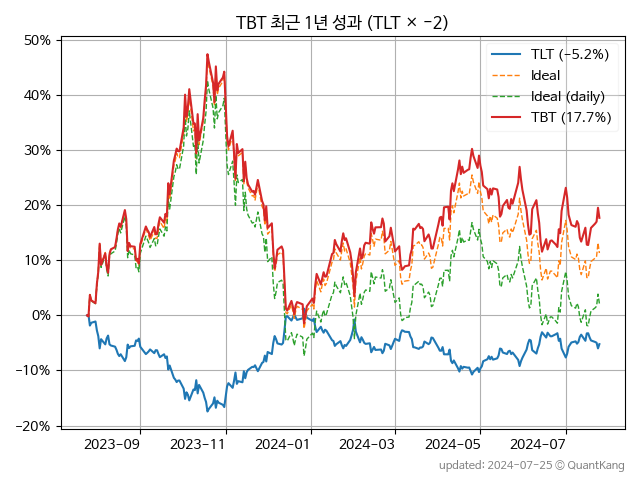 TBT 최근 1년 성과 (TLT × −2)
50%
40%
30%
20%
10%
0%
−10%
−20%
TLT (−5.2%)
Ideal
Ideal (daily)
TBT (17.7%)
2023−09
2023−11
2024−01
2024−03
2024−05
2024−07
updated: 2024−07−25 © QuantKang